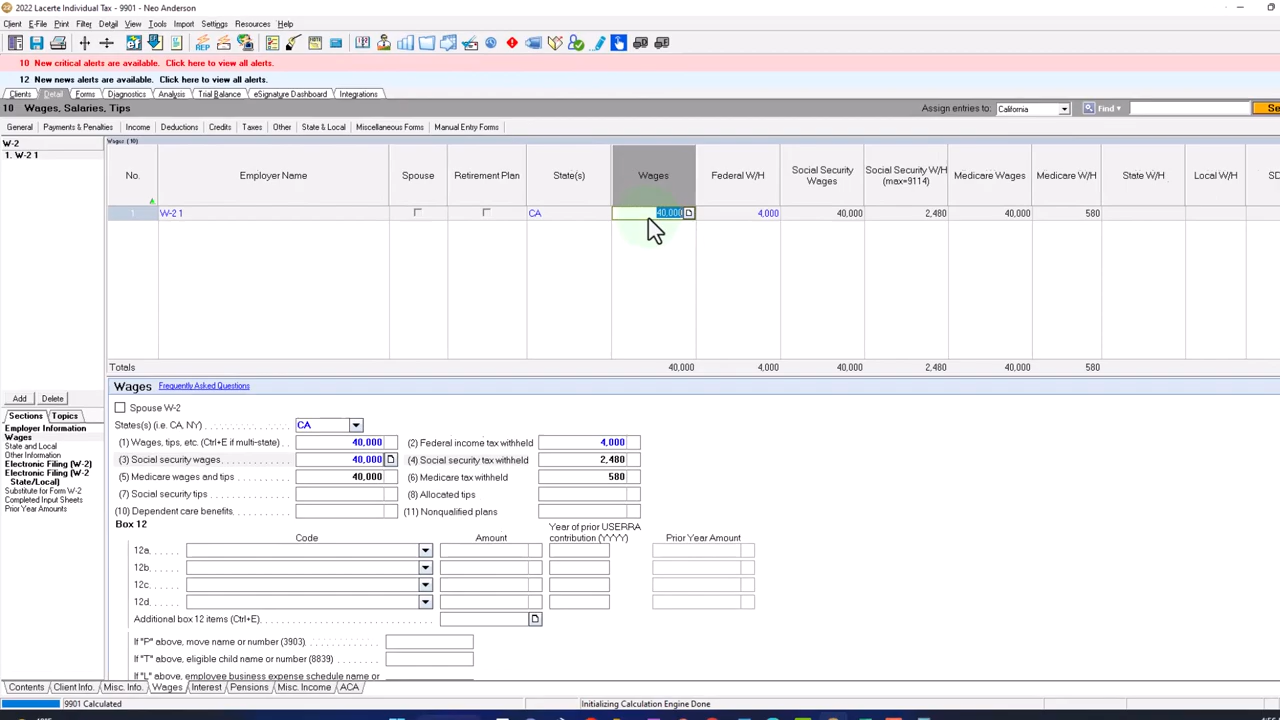 2022 Lacerte Individual Tax - 9901 - Neo Anderson
Client E-File Print Filter Detail View Tools Import Settings Resources Help
10 New critical alerts are available. Click here to view all alerts.
12 New news alerts are available. Click here to view all alerts.
Clients Detail Forms Diagnostics Analysis Trial Balance eSignature Dashboard Integrations
10 Wages, Salaries, Tips Assign entries to: California Find Se
General Payments & Penalties Income Deductions Credits Taxes Other State & Local Miscellaneous Forms Manual Entry Forms
W-2
1. W-2 1
Wages (10)
No. Employer Name Spouse Retirement Plan State(s) Wages Federal W/H Social Security Wages Social Security W/H (max=9114) Medicare Wages Medicare W/H State W/H Local W/H SD
1 W-2 1 CA 40,000 4,000 40,000 2,480 40,000 580
Totals 40,000 4,000 40,000 2,480 40,000 580
Add Delete
Sections Topics
Employer Information
Wages
State and Local
Other Information
Electronic Filing (W-2)
Electronic Filing (W-2
State/Local)
Substitute for Form W-2
Completed Input Sheets
Prior Year Amounts
Wages Frequently Asked Questions
Spouse W-2
States(s) (i.e. CA, NY) CA
(1) Wages, tips, etc. (Ctrl+E if multi-state) 40,000 (2) Federal income tax withheld 4,000
(3) Social security wages 40,000 (4) Social security tax withheld 2,480
(5) Medicare wages and tips 40,000 (6) Medicare tax withheld 580
(7) Social security tips (8) Allocated tips
(10) Dependent care benefits (11) Nonqualified plans
Box 12
Code Amount Year of prior USERRA contribution (YYYY) Prior Year Amount
12a
12b
12c
12d
Additional box 12 items (Ctrl+E)
If "P" above, move name or number (3903)
If "T" above, eligible child name or number (8839)
If "L" above, employee business expense schedule name or
Contents Client Info. Misc. Info. Wages Interest Pensions Misc. Income ACA
9901 Calculated Initializing Calculation Engine Done